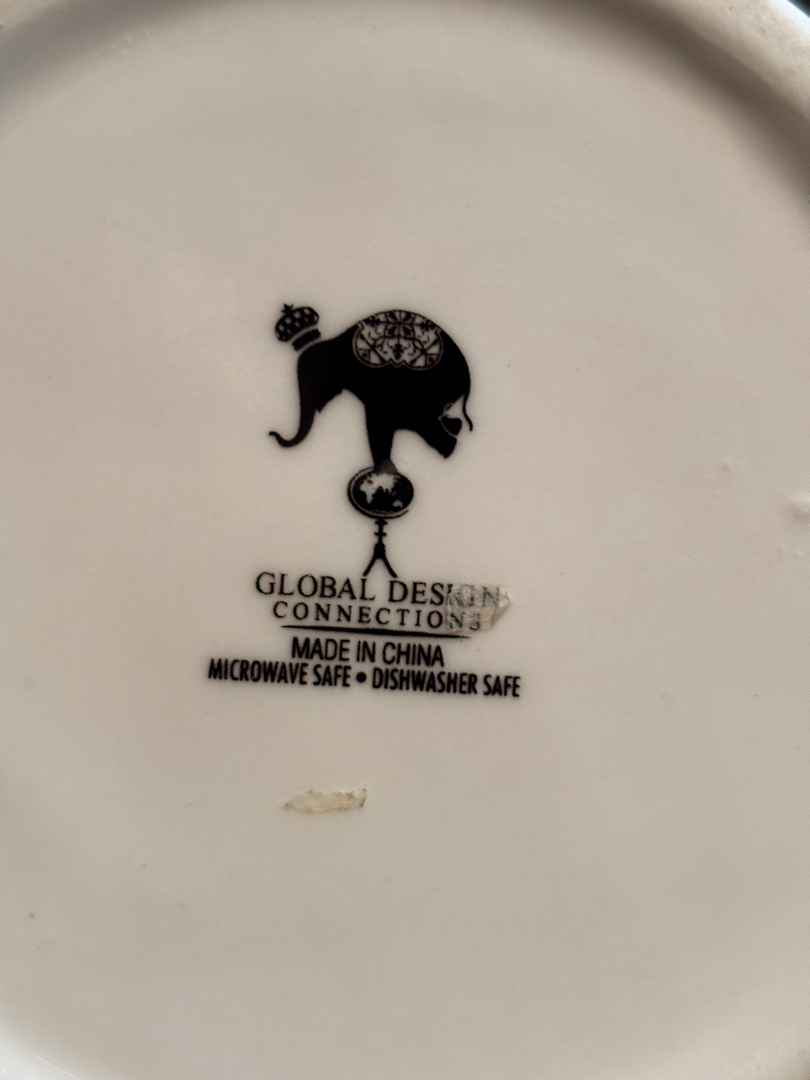 GLOBAL DESIGN
CONNECTIONS
MADE IN CHINA
MICROWAVE SAFE • DISHWASHER SAFE